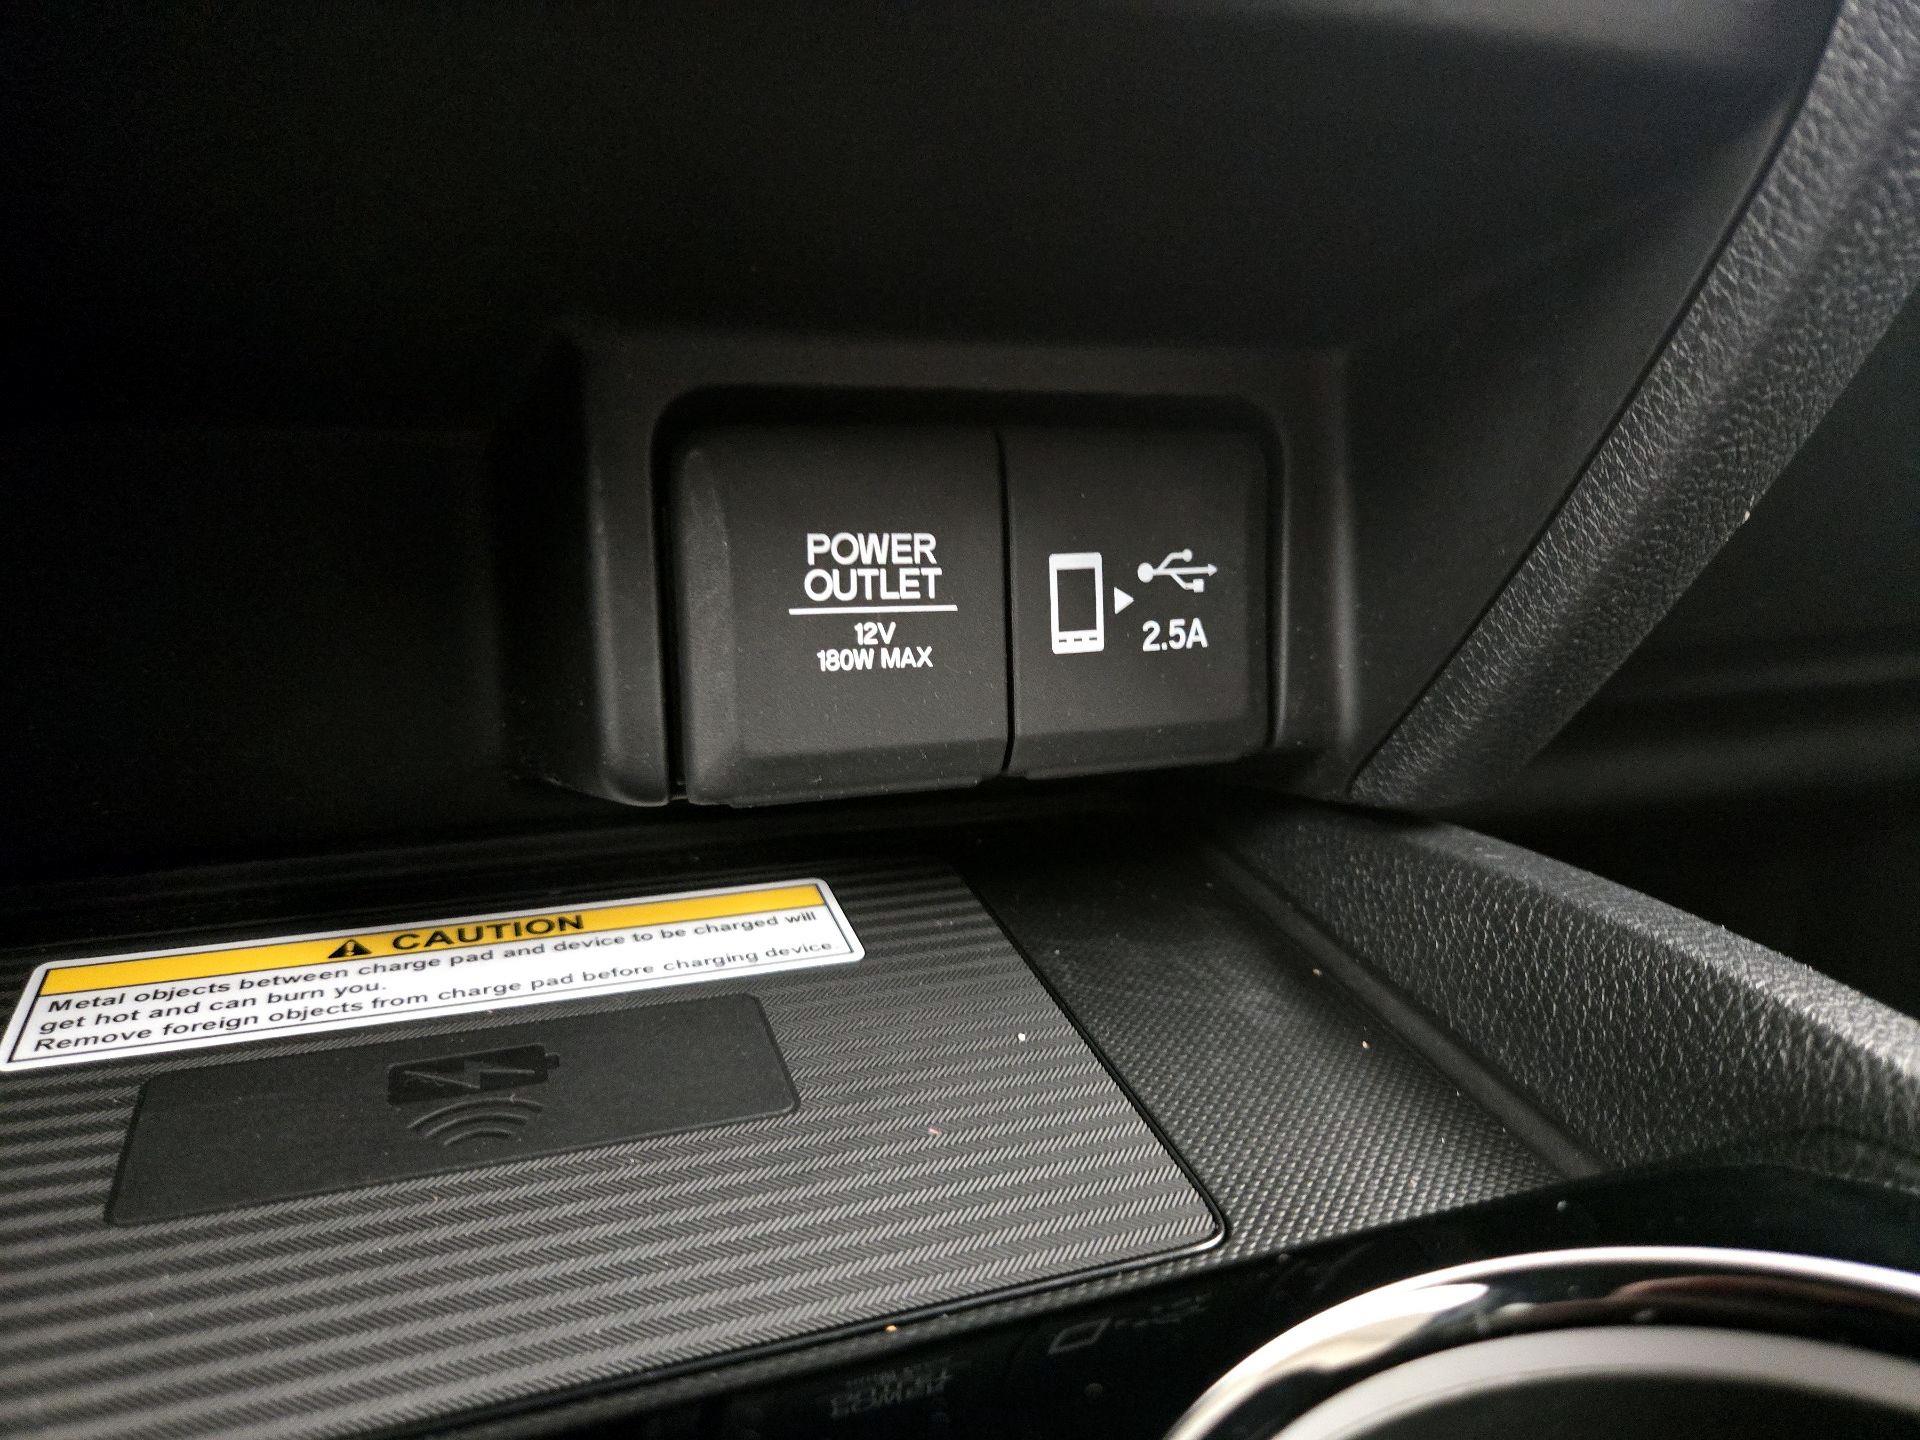 POWER
OUTLET
12V
180W MAX
2.5A
CAUTION
Metal objects between charge pad and device to be charged will
get hot and can burn you.
Remove foreign objects from charge pad before charging device.